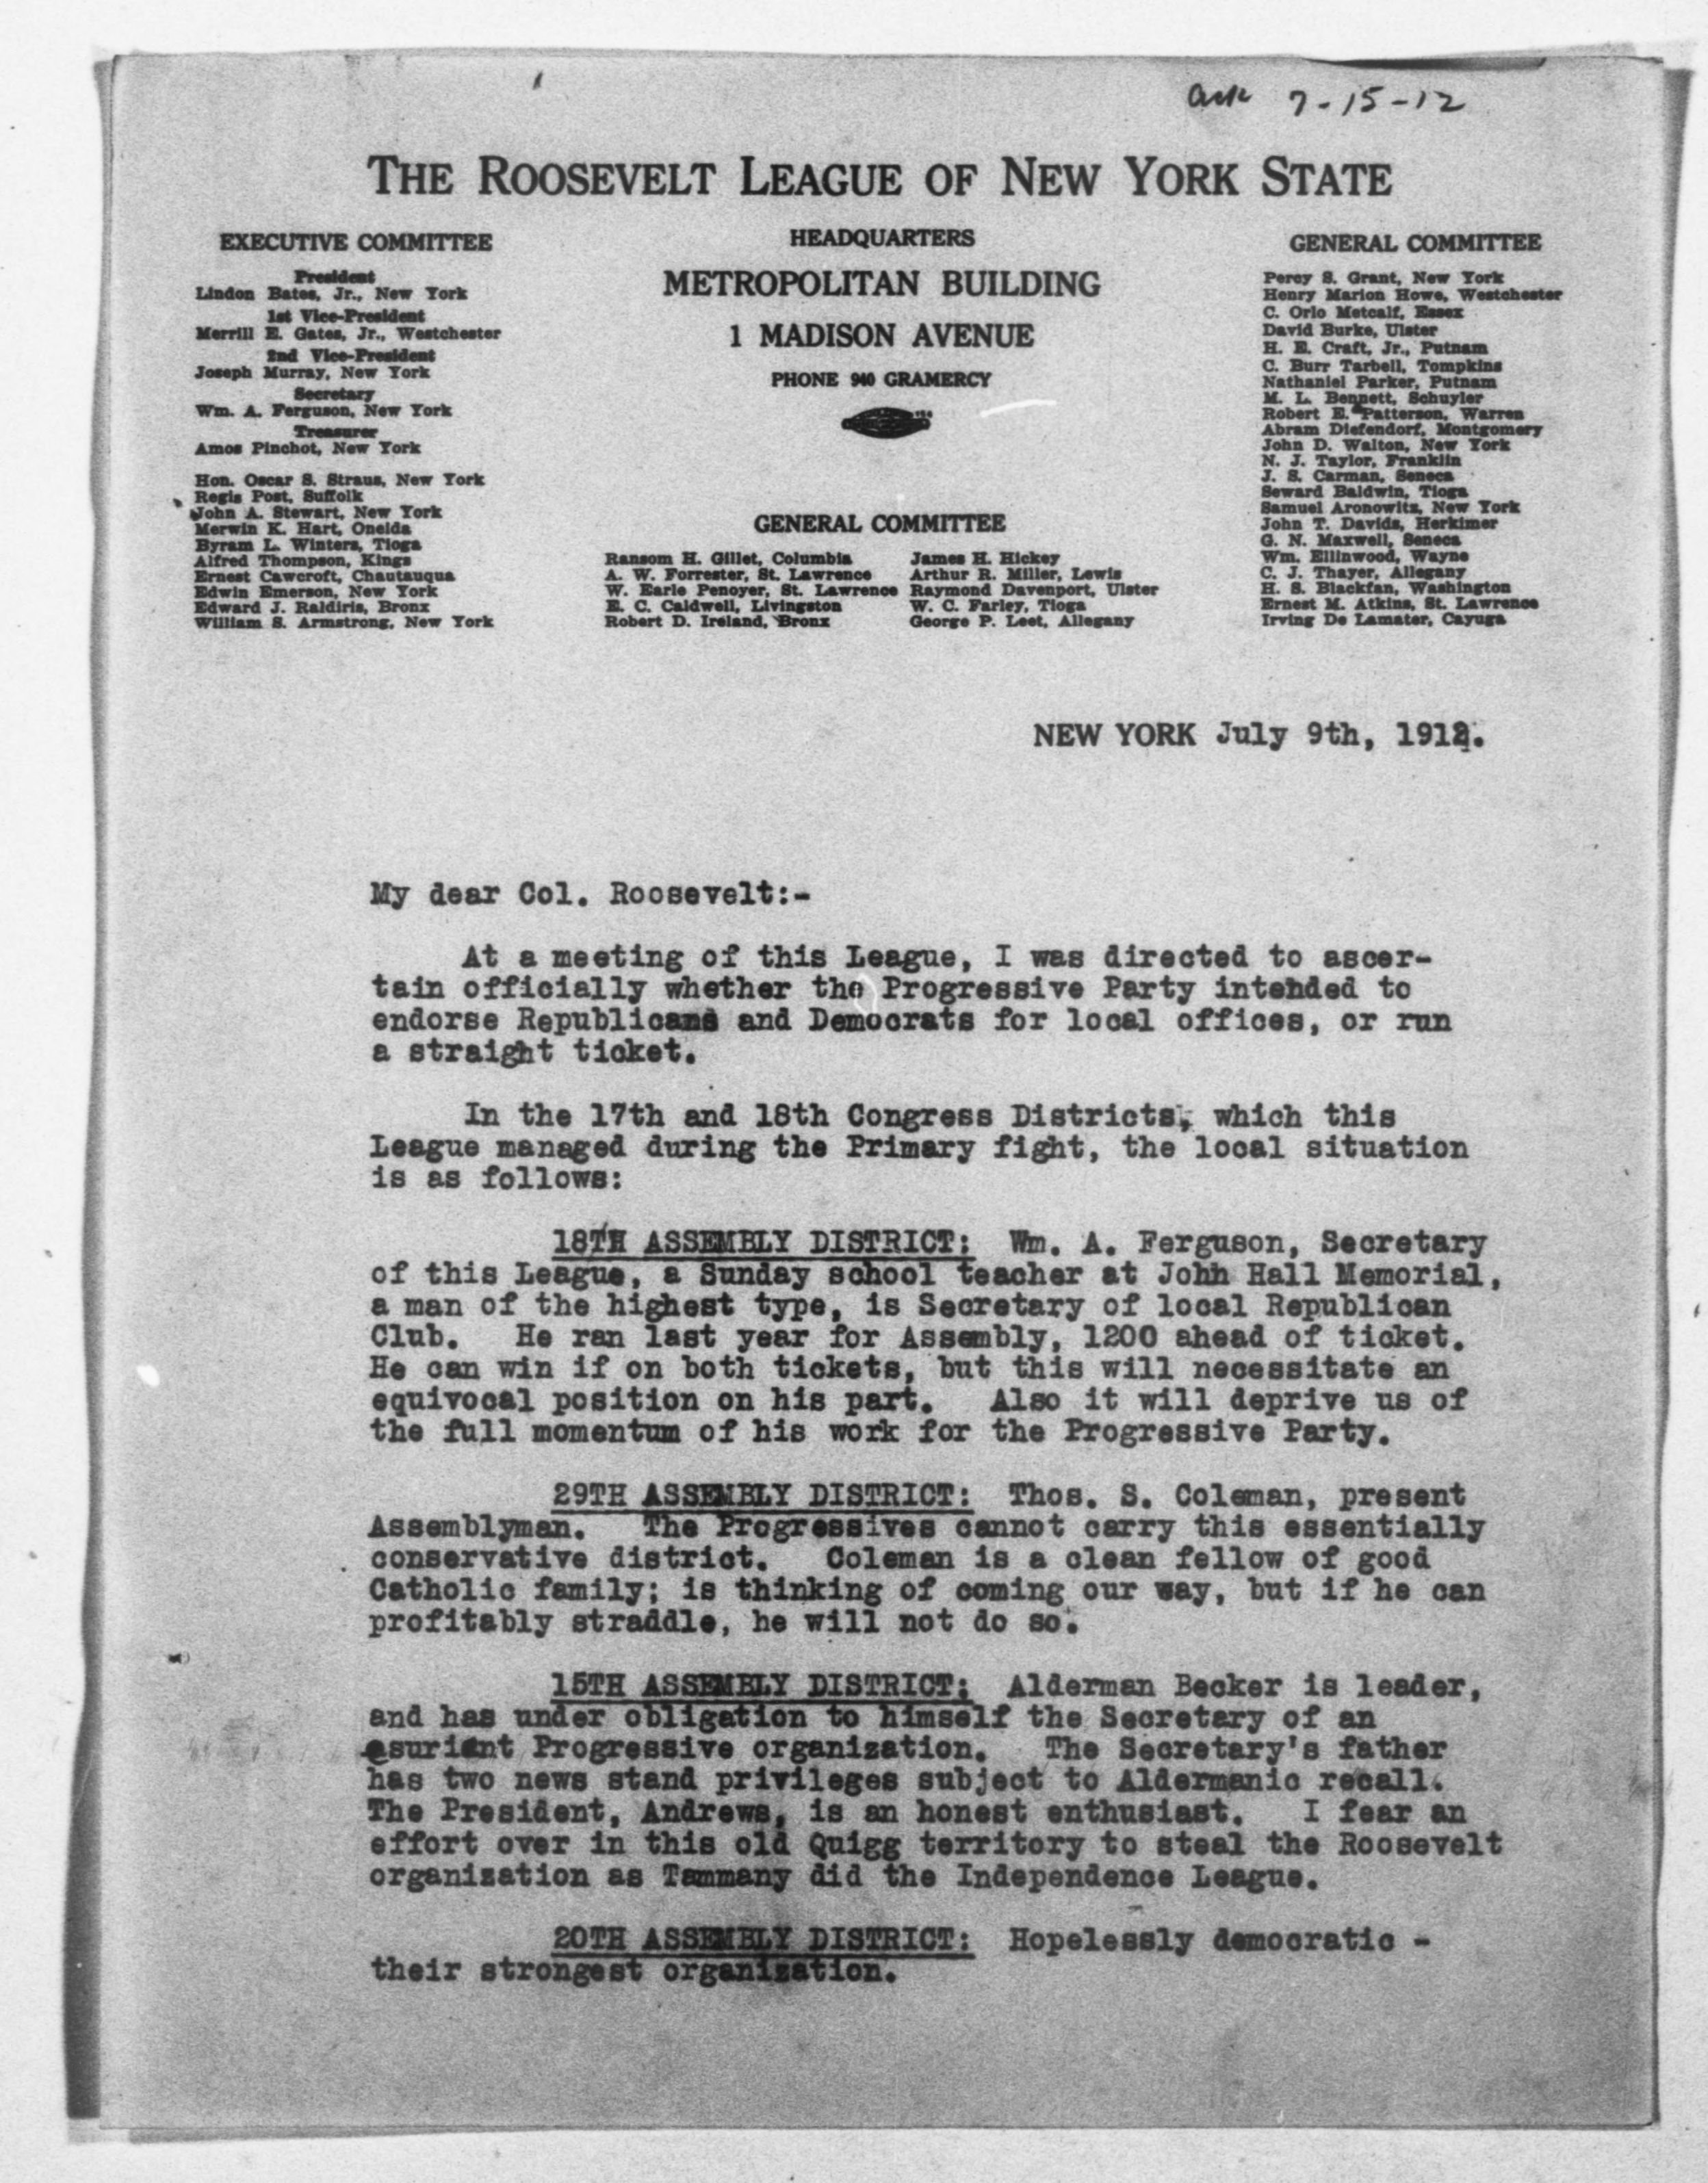 ack 7-15-12
THE ROOSEVELT LEAGUE OF NEW YORK STATE
EXECUTIVE COMMITTEE
President
Lindon Bates, Jr., New York
1st Vice-President
Merrill E. Gates, Jr., Westchester
2nd Vice-President
Joseph Murray, New York
Secretary
Wm. A. Ferguson, New York
Treasurer
Amos Pinchot, New York
Hon. Oscar S. Straus, New York
Regis Post, Suffolk
John A. Stewart, New York
Merwin K. Hart, Oneida
Byram L. Winters, Tioga
Alfred Thompson, Kings
Ernest Cawcroft, Chautauqua
Edwin Emerson, New York
Edward J. Raldiris, Bronx
William S. Armstrong, New York
HEADQUARTERS
METROPOLITAN BUILDING
1 MADISON AVENUE
PHONE 940 GRAMERCY
GENERAL COMMITTEE
Ransom H. Gillet, Columbia
A. W. Forrester, St. Lawrence
W. Earle Penoyer, St. Lawrence
E. C. Caldwell, Livingston
Robert D. Ireland, Bronx
James H. Hickey
Arthur R. Miller, Lewis
Raymond Davenport, Ulster
W. C. Farley, Tioga
George P. Leet, Allegany
GENERAL COMMITTEE
Percy S. Grant, New York
Henry Marion Howe, Westchester
C. Orlo Metcalf, Essex
David Burke, Ulster
H. E. Craft, Jr., Putnam
C. Burr Tarbell, Tompkins
Nathaniel Parker, Putnam
M. L. Bennett, Schuyler
Robert E. Patterson, Warren
Abram Diefendorf, Montgomery
John D. Walton, New York
N. J. Taylor, Franklin
J. S. Carman, Seneca
Seward Baldwin, Tioga
Samuel Aronowitz, New York
John T. Davids, Herkimer
G. N. Maxwell, Seneca
Wm. Ellinwood, Wayne
C. J. Thayer, Allegany
H. S. Blackfan, Washington
Ernest M. Atkins, St. Lawrence
Irving De Lamater, Cayuga
NEW YORK July 9th, 1912.
My dear Col. Roosevelt:-
At a meeting of this League, I was directed to ascer-
tain officially whether the Progressive Party intended to
endorse Republicans and Democrats for local offices, or run
a straight ticket.
In the 17th and 18th Congress Districts, which this
League managed during the Primary fight, the local situation
is as follows:
18TH ASSEMBLY DISTRICT: Wm. A. Ferguson, Secretary
of this League, a Sunday school teacher at John Hall Memorial,
a man of the highest type, is Secretary of local Republican
Club. He ran last year for Assembly, 1200 ahead of ticket.
He can win if on both tickets, but this will necessitate an
equivocal position on his part. Also it will deprive us of
the full momentum of his work for the Progressive Party.
29TH ASSEMBLY DISTRICT: Thos. S. Coleman, present
Assemblyman. The Progressives cannot carry this essentially
conservative district. Coleman is a clean fellow of good
Catholic family; is thinking of coming our way, but if he can
profitably straddle, he will not do so.
15TH ASSEMBLY DISTRICT: Alderman Becker is leader,
and has under obligation to himself the Secretary of an
esurient Progressive organization. The Secretary's father
has two news stand privileges subject to Aldermanic recall.
The President, Andrews, is an honest enthusiast. I fear an
effort over in this old Quigg territory to steal the Roosevelt
organization as Tammany did the Independence League.
20TH ASSEMBLY DISTRICT: Hopelessly democratic -
their strongest organization.